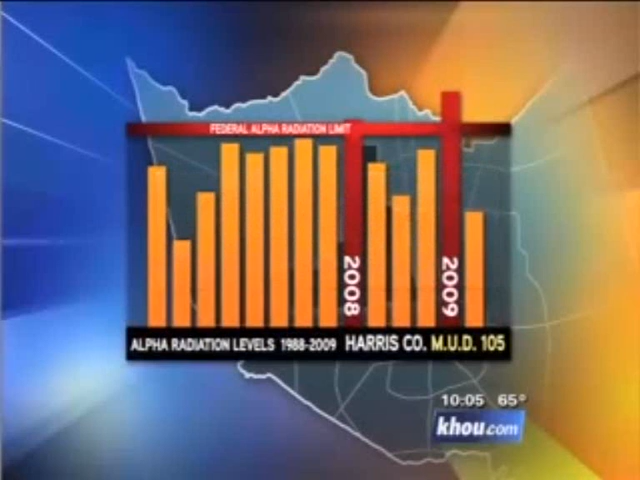 FEDERAL ALPHA RADIATION LIMIT
2008
2009
ALPHA RADIATION LEVELS 1988-2009 HARRIS CO. M.U.D. 105
10:05 65°
khou.com